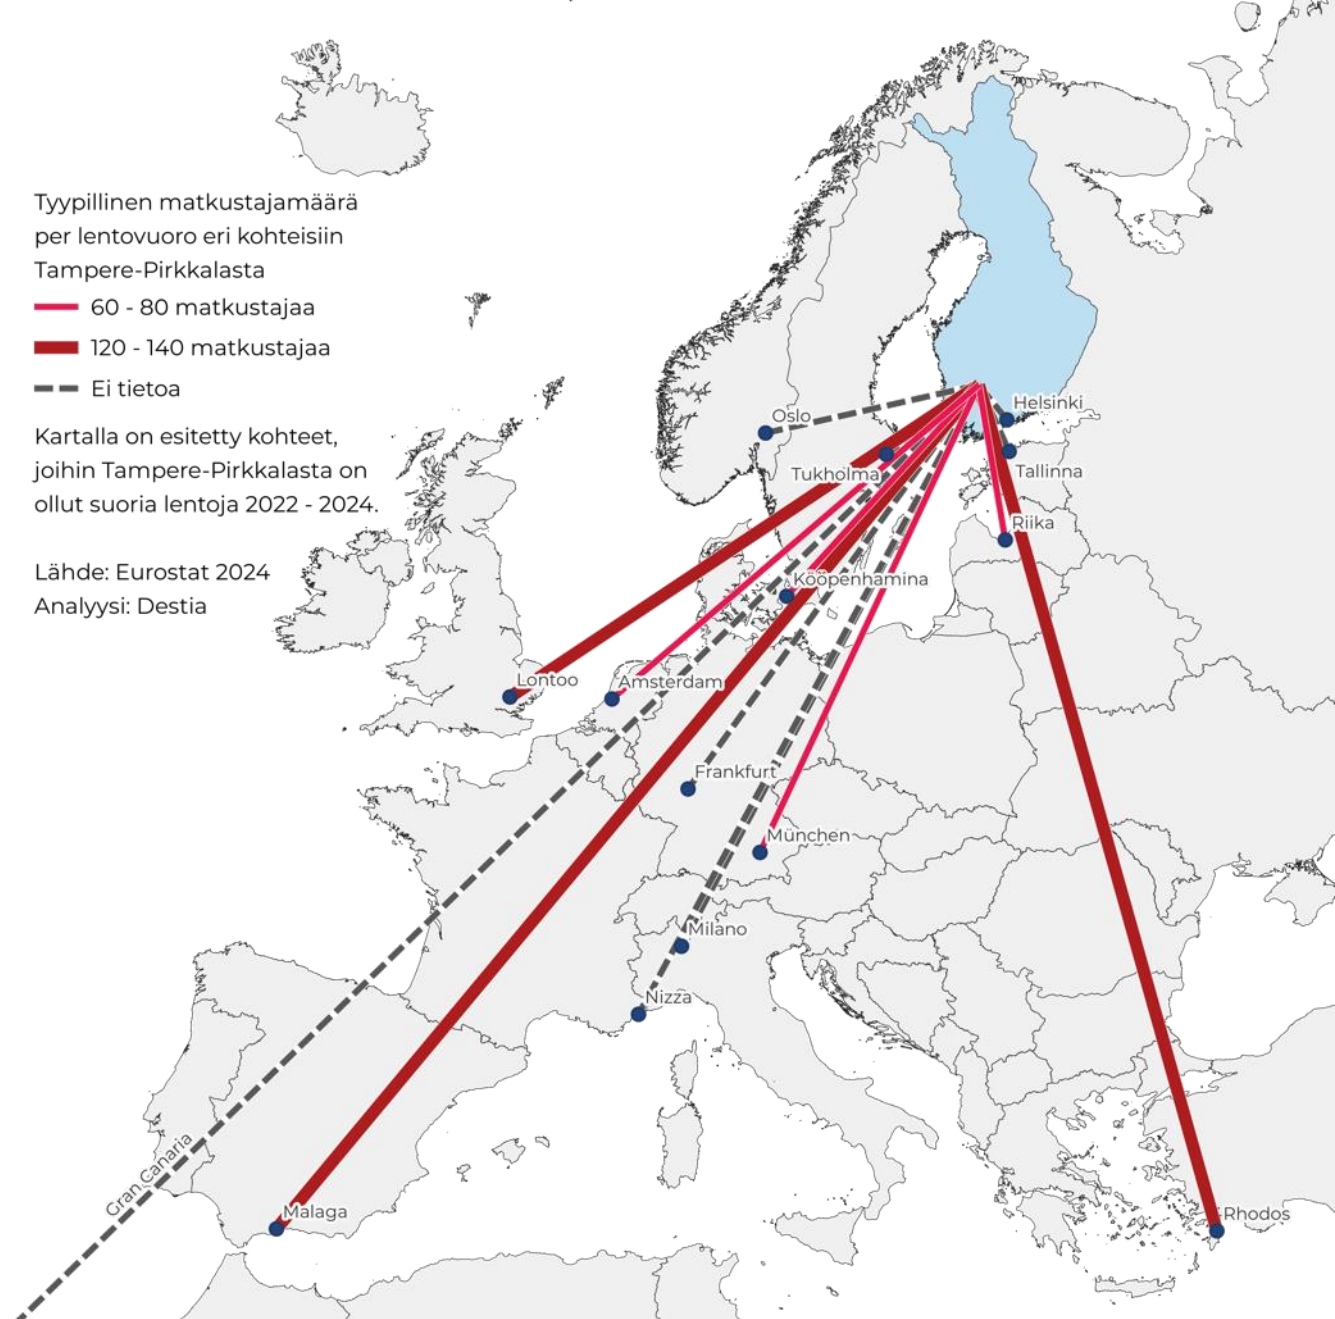 Tyypillinen matkustajamäärä
per lentovuoro eri kohteisiin
Tampere-Pirkkalasta
60 - 80 matkustajaa
120 - 140 matkustajaa
Ei tietoa
Kartalla on esitetty kohteet,
joihin Tampere-Pirkkalasta on
ollut suoria lentoja 2022 - 2024.
Lähde: Eurostat 2024
Analyysi: Destia
Helsinki
Oslo
Tukholma
Tallinna
Riika
Kööpenhamina
Lontoo
Amsterdam
Frankfurt
München
Milano
Nizza
Gran Canaria
Malaga
Rhodos